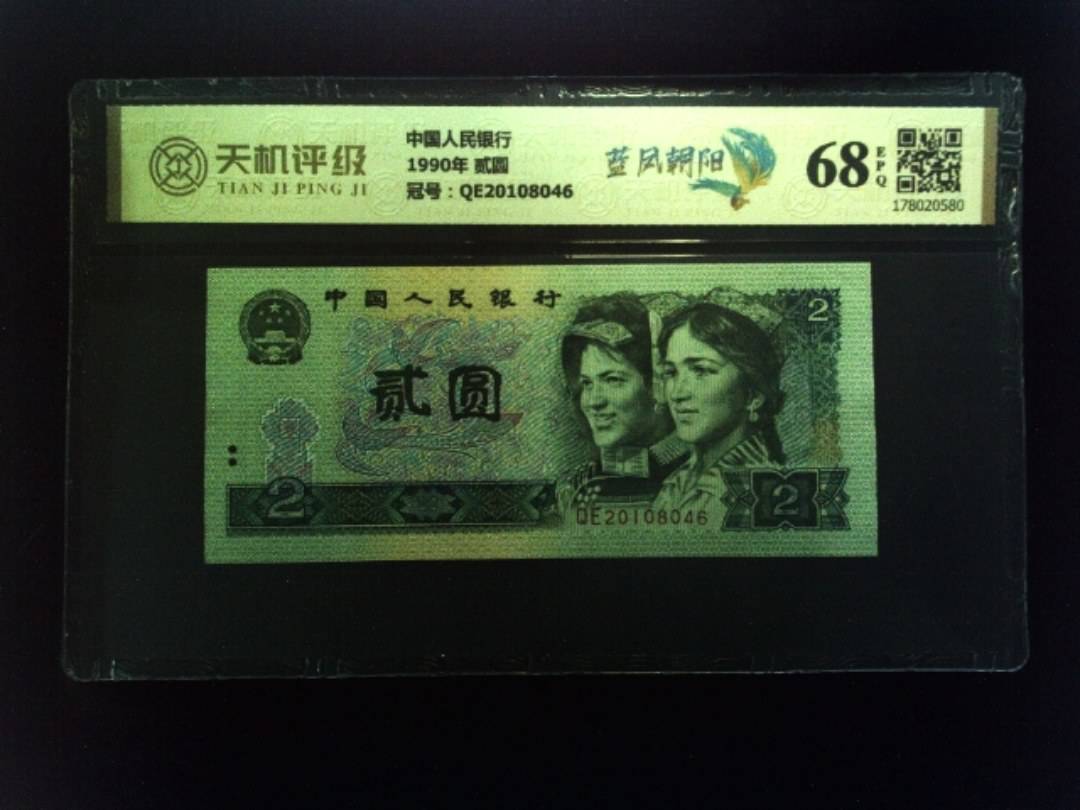 天机评级
TIAN JI PING JI
中国人民银行
1990年 贰圆
冠号：QE20108046
蓝凤朝阳
68
EPQ
178020580
中国人民银行
2
贰圆
2
QE20108046
2